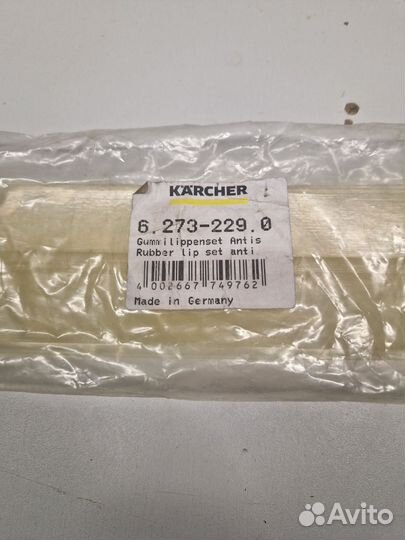 KÄRCHER
6.273-229.0
Gummilippenset Antis
Rubber lip set anti.
4 002667 749762
Made in Germany
Avito